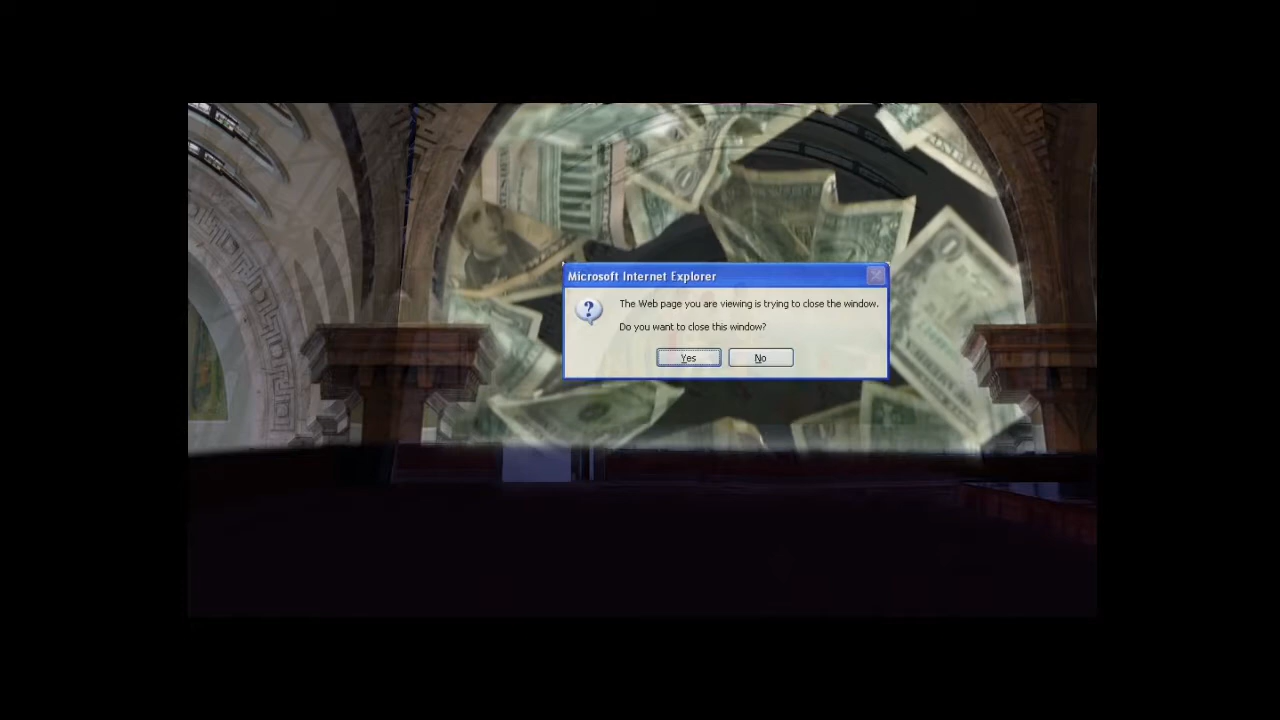 Microsoft Internet Explorer
The Web page you are viewing is trying to close the window.
Do you want to close this window?
Yes
No